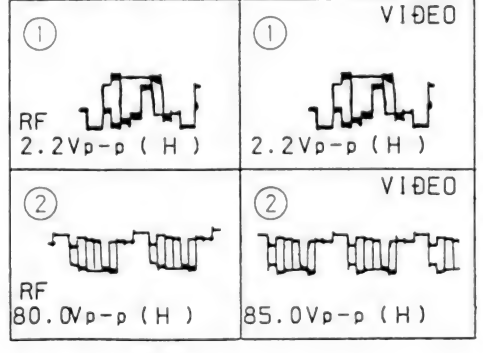 ①
RF
2.2Vp-p ( H )
① VIDEO
2.2Vp-p ( H )
②
RF
80.0Vp-p ( H )
② VIDEO
85.0Vp-p ( H )